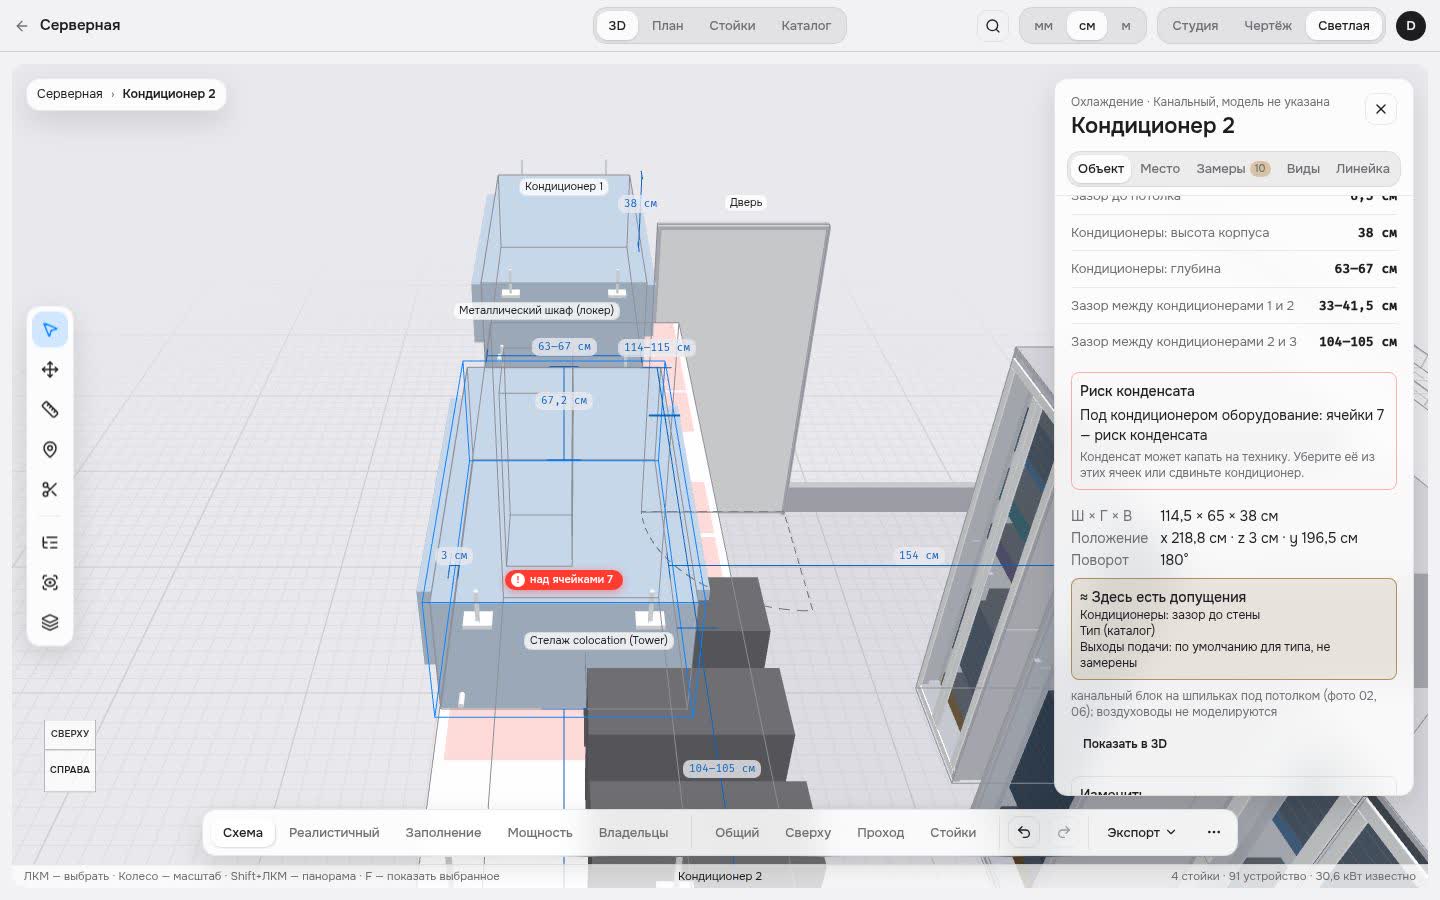 Серверная
3D План Стойки Каталог
мм см м
Студия Чертёж Светлая
D
Серверная › Кондиционер 2
Кондиционер 1
38 см
Дверь
Металлический шкаф (локер)
63–67 см
114–115 см
67,2 см
3 см
154 см
! над ячейками 7
Стелаж colocation (Tower)
104–105 см
СВЕРХУ
СПРАВА
Охлаждение · Канальный, модель не указана
Кондиционер 2
Объект Место Замеры 10 Виды Линейка
Зазор до потолка 6,5 см
Кондиционеры: высота корпуса 38 см
Кондиционеры: глубина 63–67 см
Зазор между кондиционерами 1 и 2 33–41,5 см
Зазор между кондиционерами 2 и 3 104–105 см
Риск конденсата
Под кондиционером оборудование: ячейки 7
— риск конденсата
Конденсат может капать на технику. Уберите её из
этих ячеек или сдвиньте кондиционер.
Ш × Г × В 114,5 × 65 × 38 см
Положение x 218,8 см · z 3 см · y 196,5 см
Поворот 180°
≈ Здесь есть допущения
Кондиционеры: зазор до стены
Тип (каталог)
Выходы подачи: по умолчанию для типа, не
замерены
канальный блок на шпильках под потолком (фото 02,
06); воздуховоды не моделируются
Показать в 3D
Изменить
Схема Реалистичный Заполнение Мощность Владельцы Общий Сверху Проход Стойки Экспорт
ЛКМ — выбрать · Колесо — масштаб · Shift+ЛКМ — панорама · F — показать выбранное
Кондиционер 2
4 стойки · 91 устройство · 30,6 кВт известно